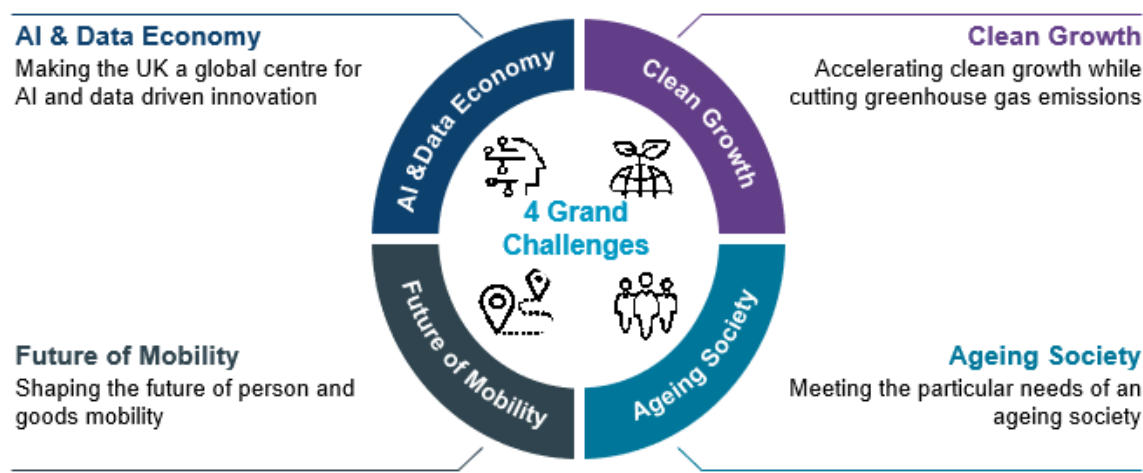 AI & Data Economy
Making the UK a global centre for
AI and data driven innovation
Clean Growth
Accelerating clean growth while
cutting greenhouse gas emissions
AI &Data Economy
Clean Growth
4 Grand
Challenges
Future of Mobility
Ageing Society
Future of Mobility
Shaping the future of person and
goods mobility
Ageing Society
Meeting the particular needs of an
ageing society